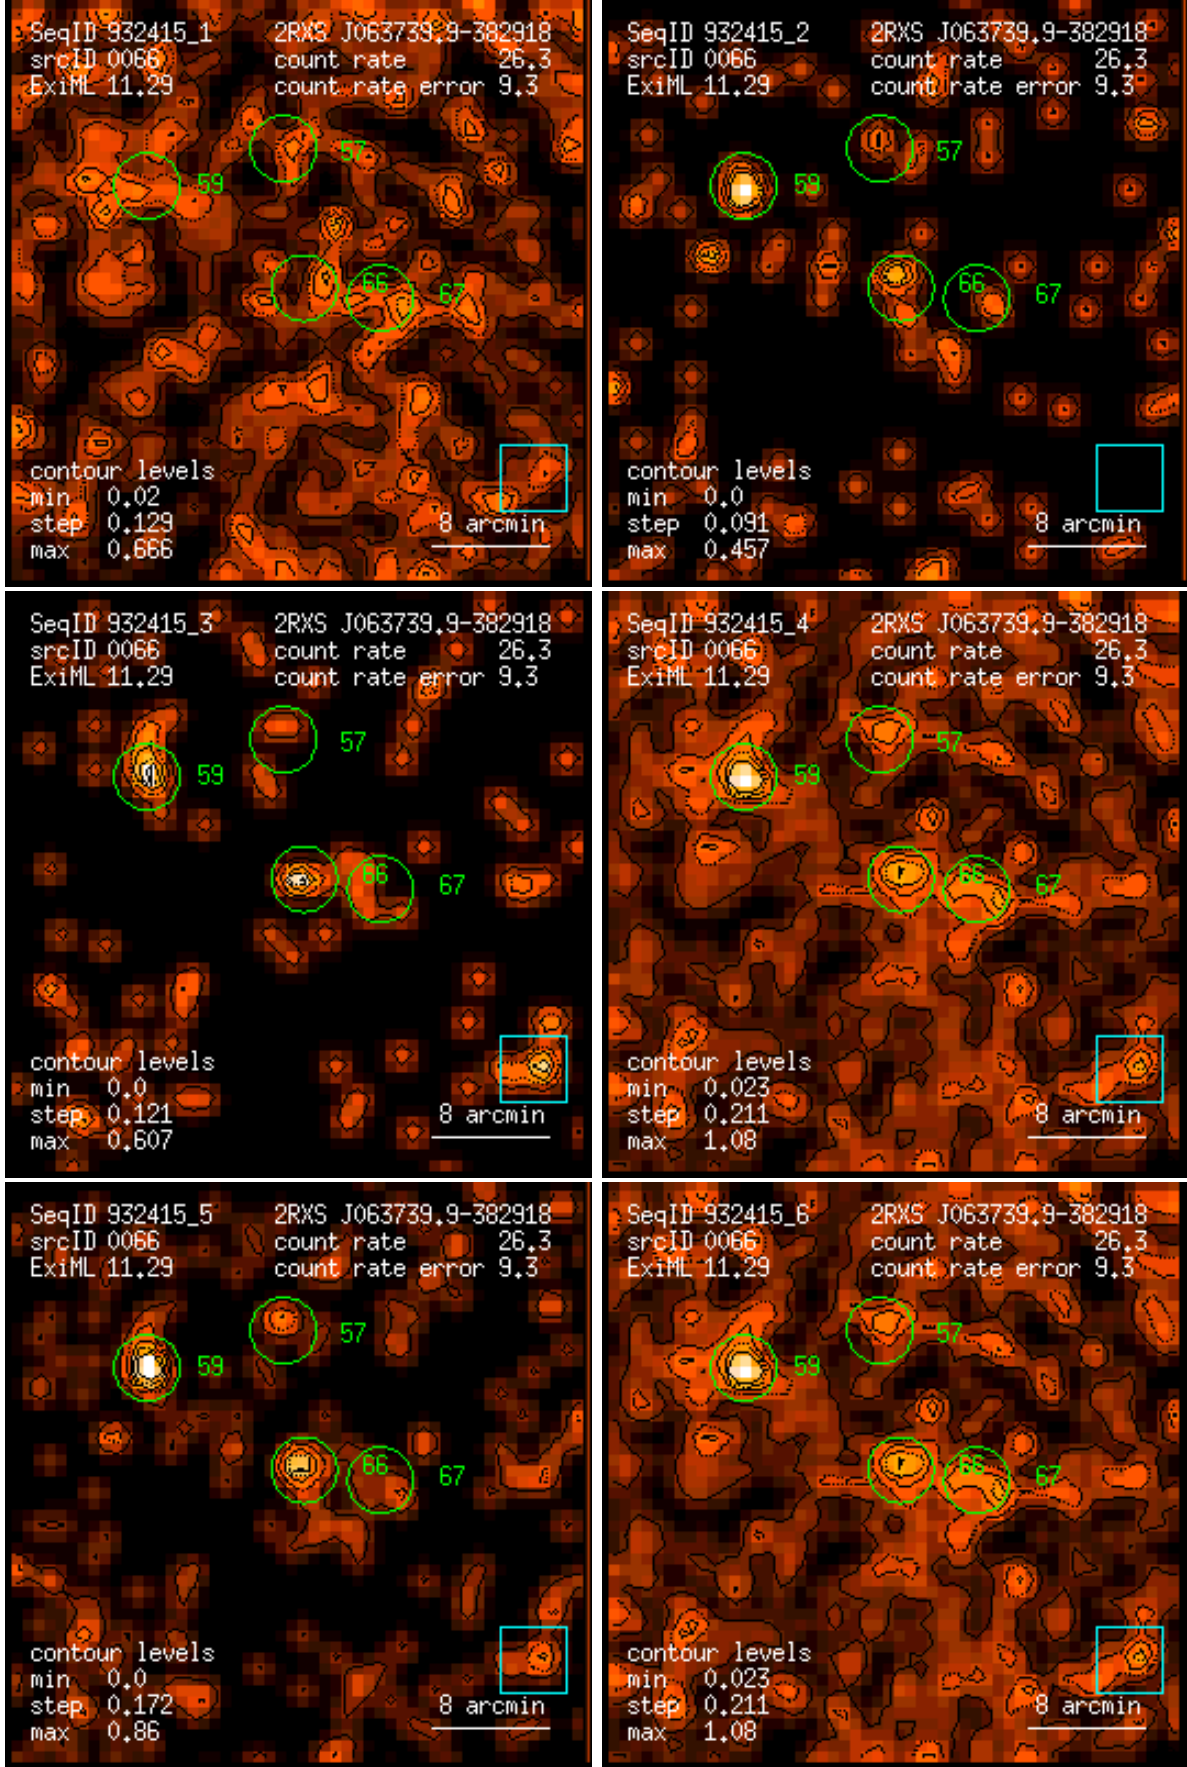 SeqID 932415_1 2RXS J063739.9-382918
srcID 0066 count rate 26.3
ExiML 11.29 count rate error 9.3
57
59
66
67
contour levels
min 0.02
step 0.129
max 0.666
8 arcmin
SeqID 932415_2 2RXS J063739.9-382918
srcID 0066 count rate 26.3
ExiML 11.29 count rate error 9.3
57
59
66
67
contour levels
min 0.0
step 0.091
max 0.457
8 arcmin
SeqID 932415_3 2RXS J063739.9-382918
srcID 0066 count rate 26.3
ExiML 11.29 count rate error 9.3
57
59
66
67
contour levels
min 0.0
step 0.121
max 0.607
8 arcmin
SeqID 932415_4 2RXS J063739.9-382918
srcID 0066 count rate 26.3
ExiML 11.29 count rate error 9.3
57
59
66
67
contour levels
min 0.023
step 0.211
max 1.08
8 arcmin
SeqID 932415_5 2RXS J063739.9-382918
srcID 0066 count rate 26.3
ExiML 11.29 count rate error 9.3
57
59
66
67
contour levels
min 0.0
step 0.172
max 0.86
8 arcmin
SeqID 932415_6 2RXS J063739.9-382918
srcID 0066 count rate 26.3
ExiML 11.29 count rate error 9.3
57
59
66
67
contour levels
min 0.023
step 0.211
max 1.08
8 arcmin